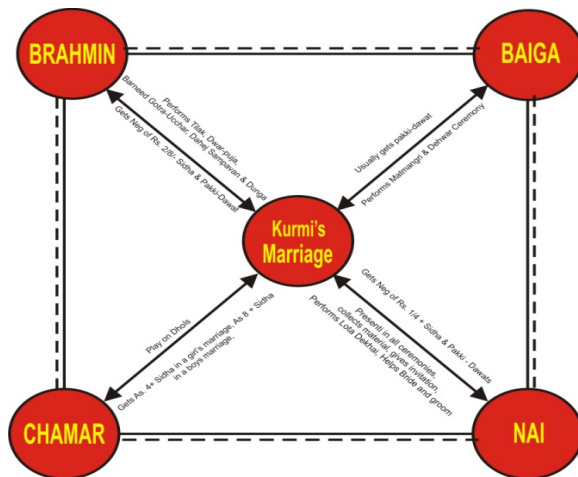 BRAHMIN
BAIGA
Performs Tilak, Dwar-puja,
Barneed Gotra-Ucchar, Dahej Sampavan & Dunga
Gets Neg of Rs. 2/8/- Sidha & Pakki-Dawat
Usually gets pakki-dawat
Performs Matmangri & Dehwar Ceremony
Kurmi's
Marriage
Play on Dhols
Gets As. 4+ Sidha in a girl's marriage, As 8 + Sidha
in a boys marriage,
Gets Neg of Rs. 1/4 + Sidha & Pakki - Dawats
Presenti in all ceremonies,
collects material, gives invitation,
Performs Lota Dekhai, Helps Bride and groom
CHAMAR
NAI